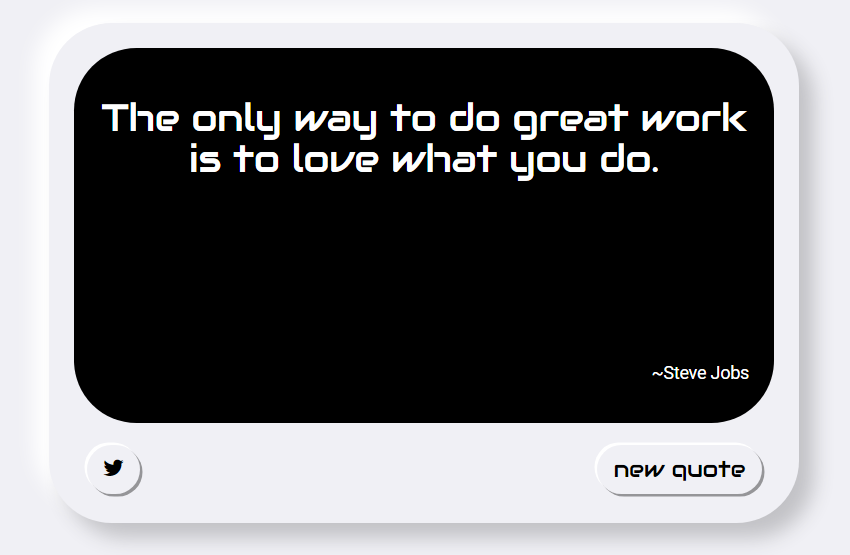 The only way to do great work
is to love what you do.
~Steve Jobs
new quote